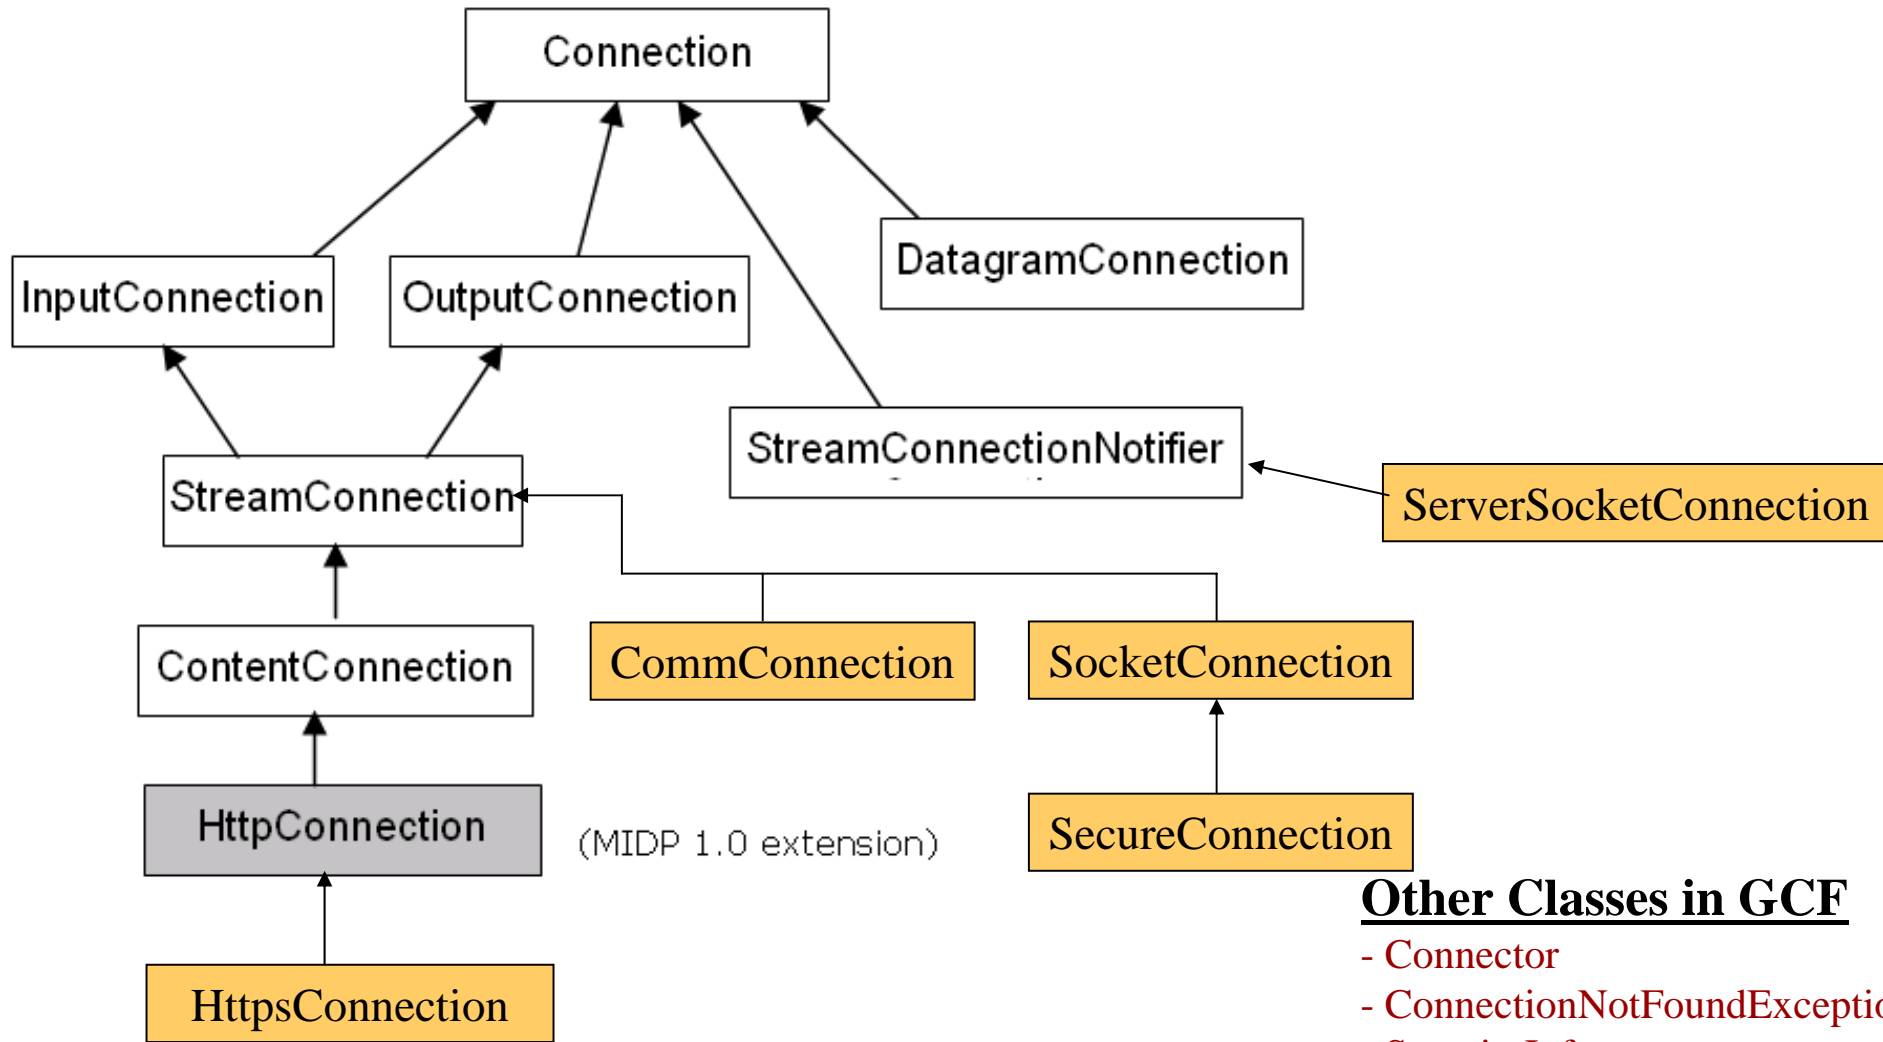 Connection
DatagramConnection
InputConnection
OutputConnection
StreamConnectionNotifier
StreamConnection
ServerSocketConnection
ContentConnection
CommConnection
SocketConnection
HttpConnection
(MIDP 1.0 extension)
SecureConnection
HttpsConnection
Other Classes in GCF
- Connector
- ConnectionNotFoundExceptio